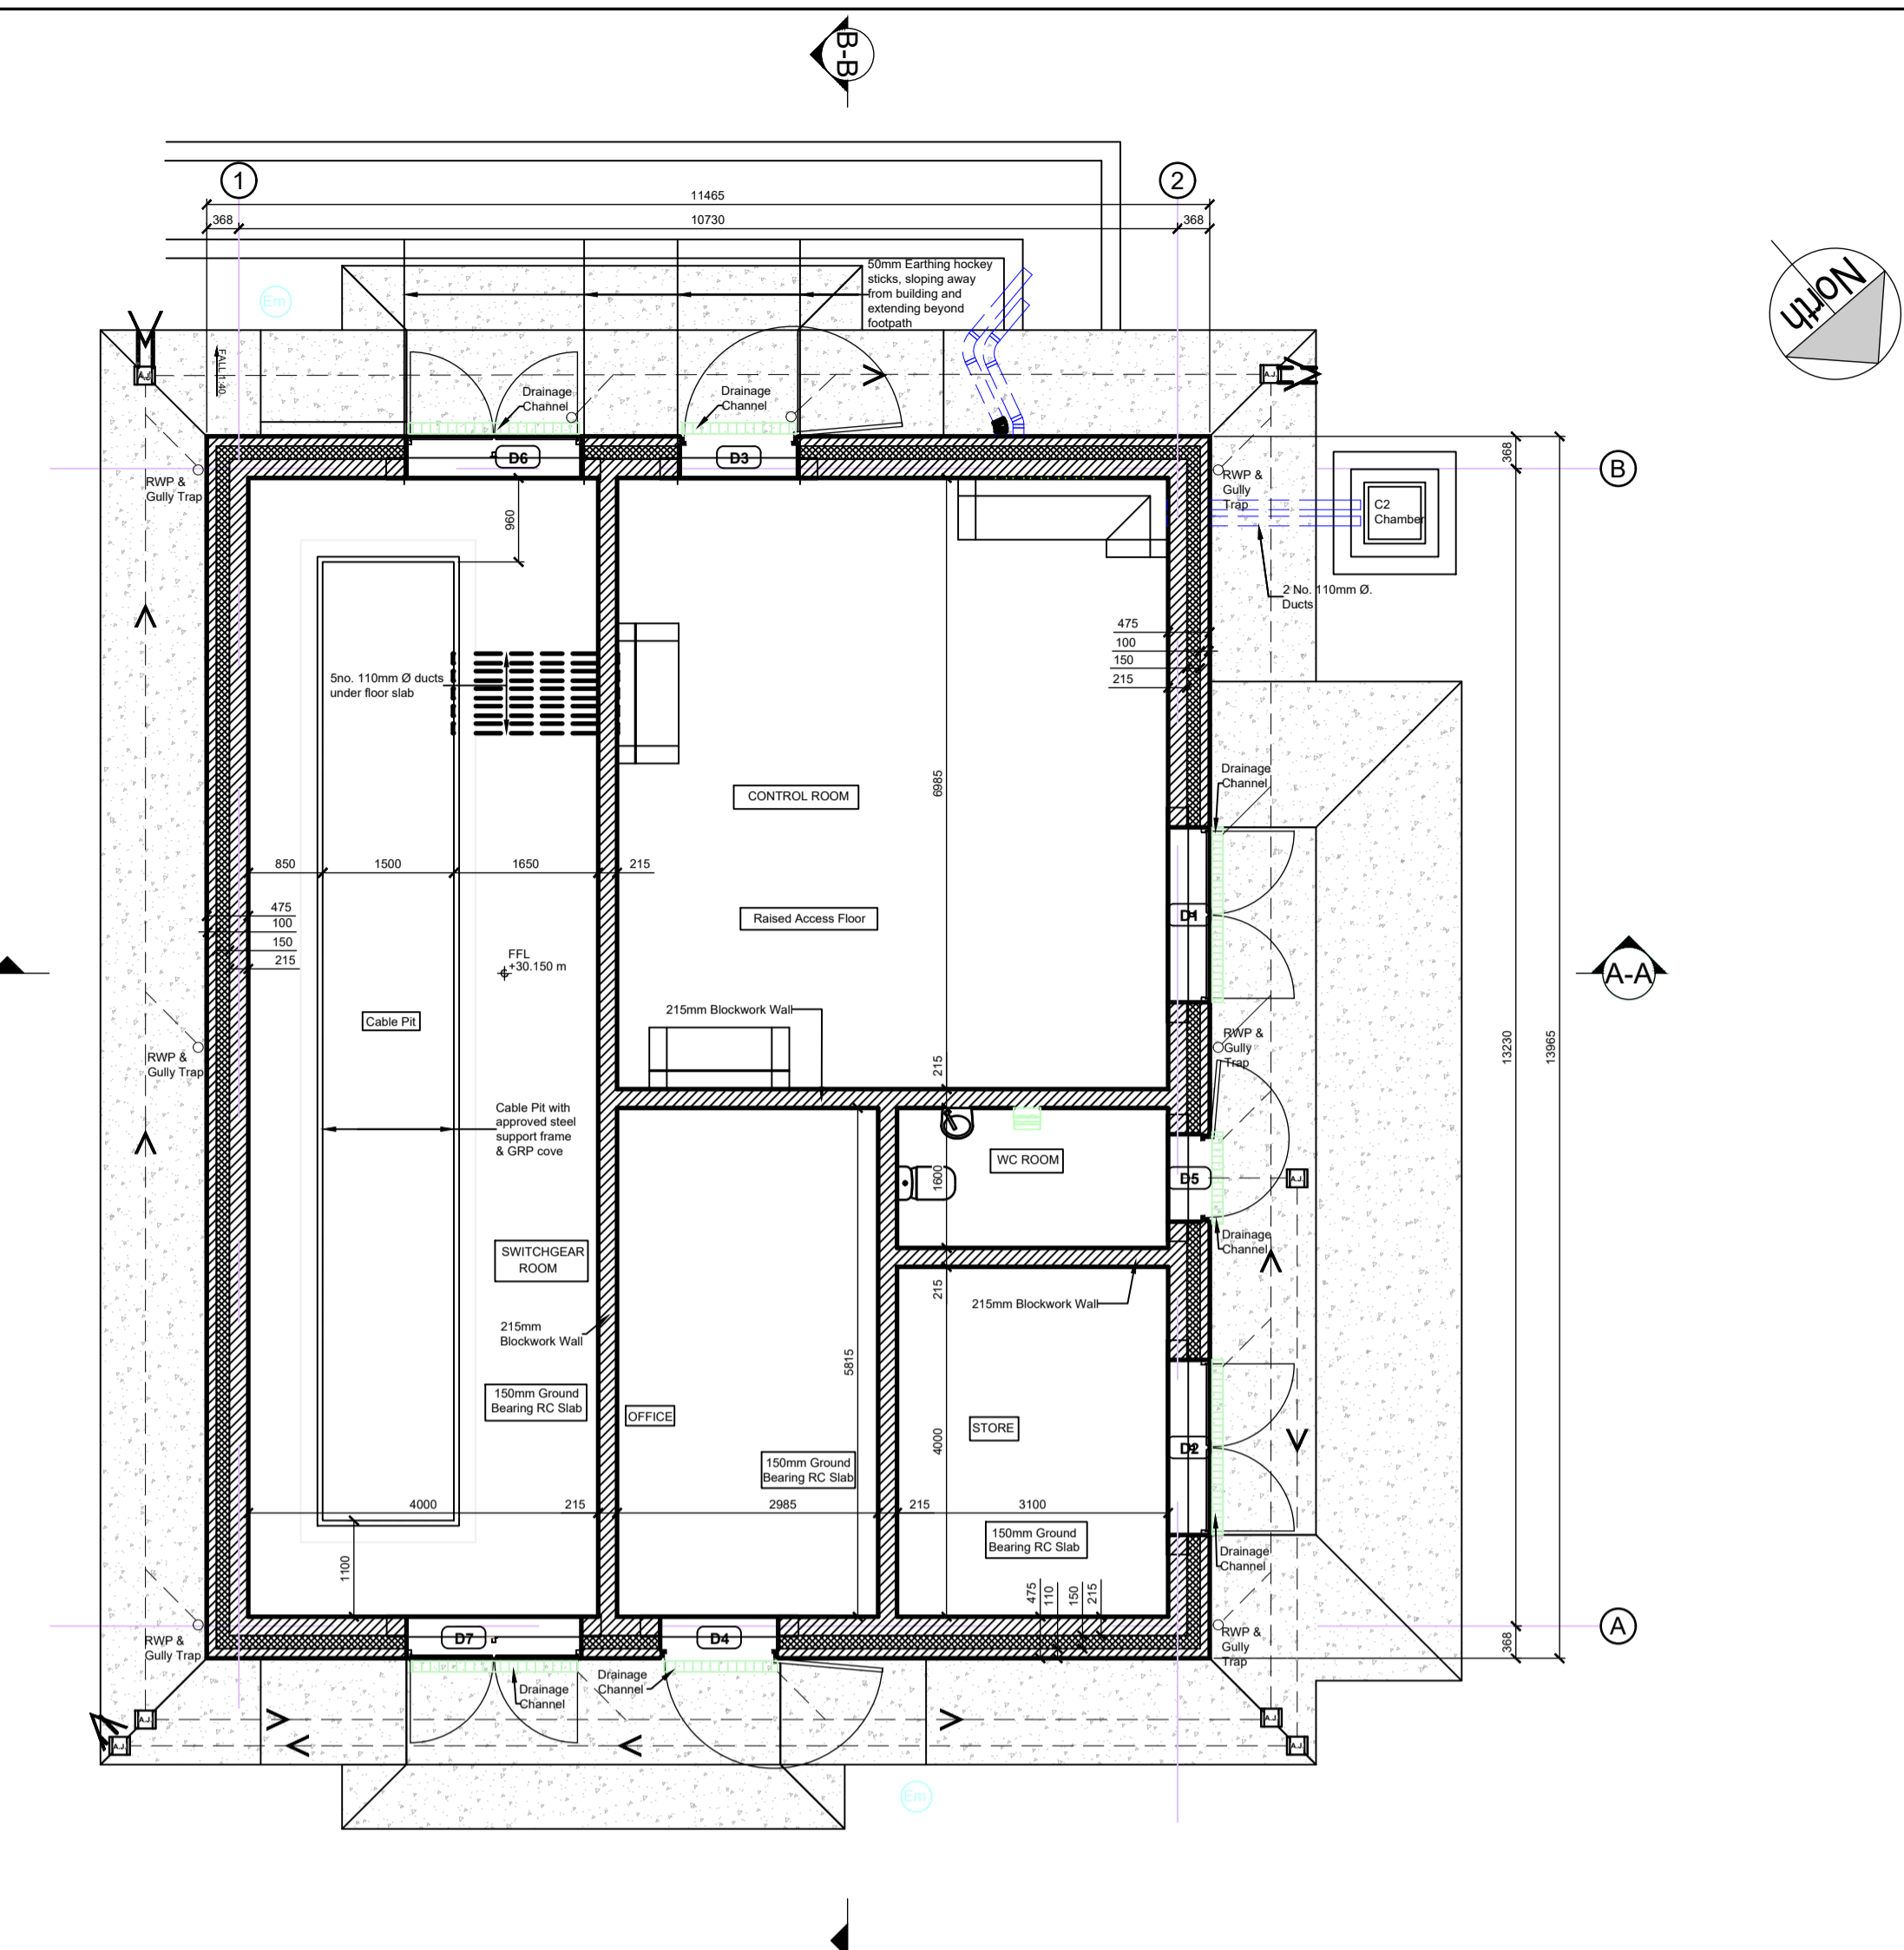 B-B
1
2
11465
368
10730
368
North
50mm Earthing hockey
sticks, sloping away
from building and
extending beyond
footpath
Em
FALL 1:40
A.J.
A.J.
Drainage
Channel
Drainage
Channel
D6
D3
368
B
RWP &
Gully Trap
RWP &
Gully
Trap
C2
Chamber
960
2 No. 110mm Ø.
Ducts
475
100
150
215
5no. 110mm Ø ducts
under floor slab
6985
CONTROL ROOM
Drainage
Channel
850
1500
1650
215
475
100
150
215
Raised Access Floor
D1
FFL
+30.150 m
A-A
215mm Blockwork Wall
Cable Pit
RWP &
Gully Trap
RWP &
Gully
Trap
13230
13965
215
Cable Pit with
approved steel
support frame
& GRP cove
WC ROOM
1600
D5
A.J.
Drainage
Channel
SWITCHGEAR
ROOM
215
215mm Blockwork Wall
215mm
Blockwork Wall
5815
150mm Ground
Bearing RC Slab
OFFICE
STORE
4000
D2
150mm Ground
Bearing RC Slab
4000
215
2985
215
3100
150mm Ground
Bearing RC Slab
1100
475
110
150
215
Drainage
Channel
D7
D4
368
A
RWP &
Gully Trap
RWP &
Gully
Trap
Drainage
Channel
Drainage
Channel
A.J.
A.J.
A.J.
A.J.
Em